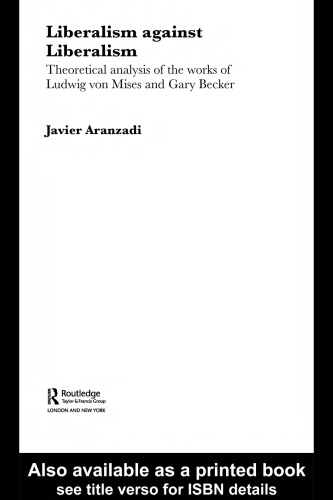 Liberalism against
Liberalism
Theoretical analysis of the works of
Ludwig von Mises and Gary Becker
Javier Aranzadi
Routledge
Taylor & Francis Group
LONDON AND NEW YORK
Also available as a printed book
see title verso for ISBN details